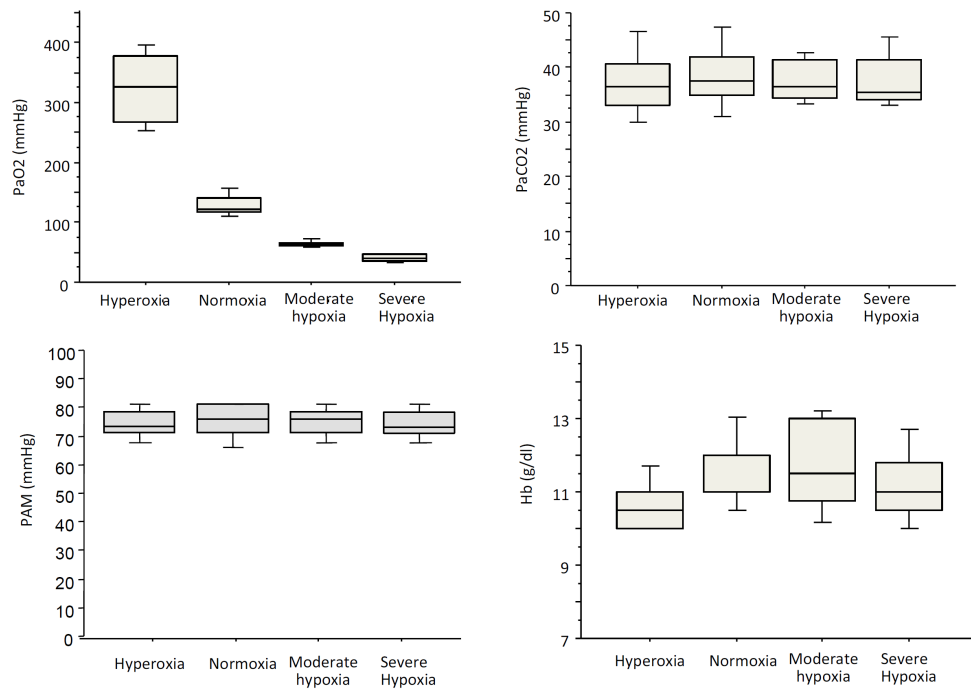 PaO2 (mmHg)
400
300
200
100
0
Hyperoxia
Normoxia
Moderate
hypoxia
Severe
Hypoxia
PaCO2 (mmHg)
50
40
30
20
10
0
Hyperoxia
Normoxia
Moderate
hypoxia
Severe
Hypoxia
PAM (mmHg)
100
90
80
70
60
50
40
30
20
10
0
Hyperoxia
Normoxia
Moderate
hypoxia
Severe
Hypoxia
Hb (g/dl)
15
13
11
9
7
Hyperoxia
Normoxia
Moderate
hypoxia
Severe
Hypoxia